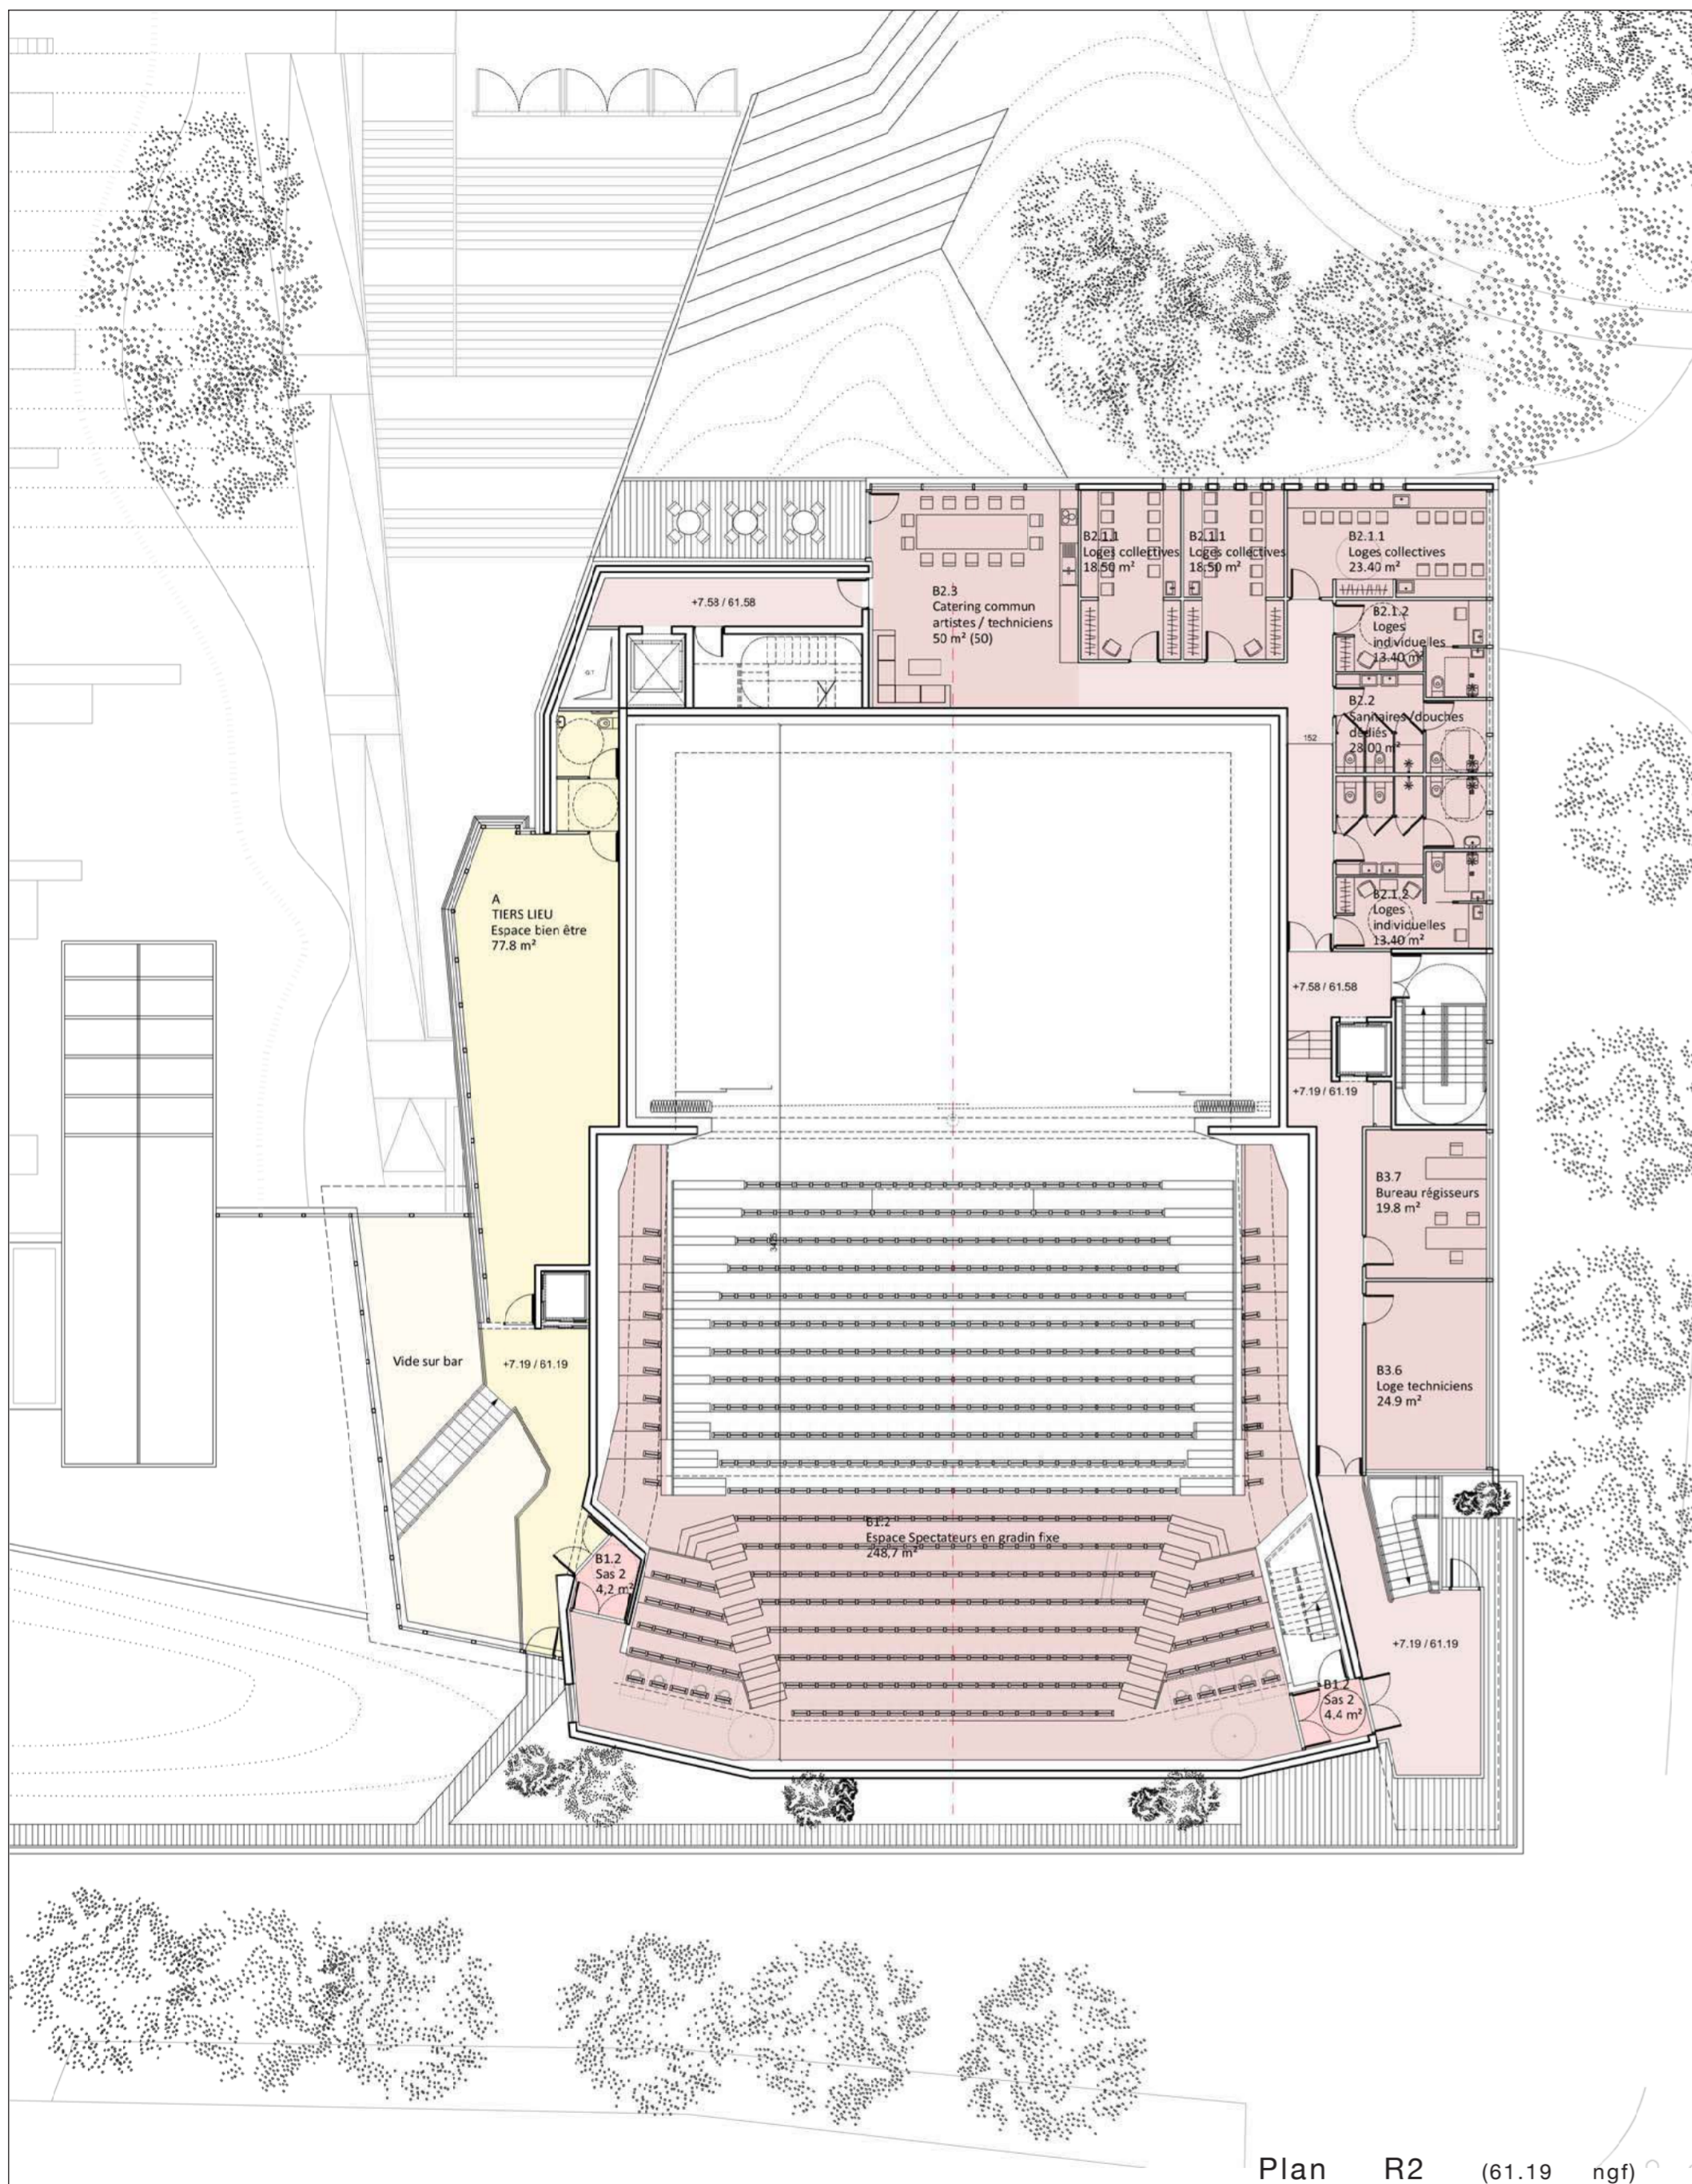 B2.1.1
Loges collectives
18.50 m²
B2.1.1
Loges collectives
18.50 m²
B2.1.1
Loges collectives
23.40 m²
B2.3
Catering commun
artistes / techniciens
50 m² (50)
+7.58 / 61.58
B2.1.2
Loges
individuelles
13.40 m²
B2.2
Sanitaires/douches
dédiés
28.00 m²
152
B2.1.2
Loges
individuelles
13.40 m²
A
TIERS LIEU
Espace bien être
77.8 m²
+7.58 / 61.58
+7.19 / 61.19
B3.7
Bureau régisseurs
19.8 m²
Vide sur bar
+7.19 / 61.19
B3.6
Loge techniciens
24.9 m²
B1.2
Espace Spectateurs en gradin fixe
248,7 m²
B1.2
Sas 2
4,2 m²
+7.19 / 61.19
B1.2
Sas 2
4.4 m²
Plan R2 (61.19 ngf)